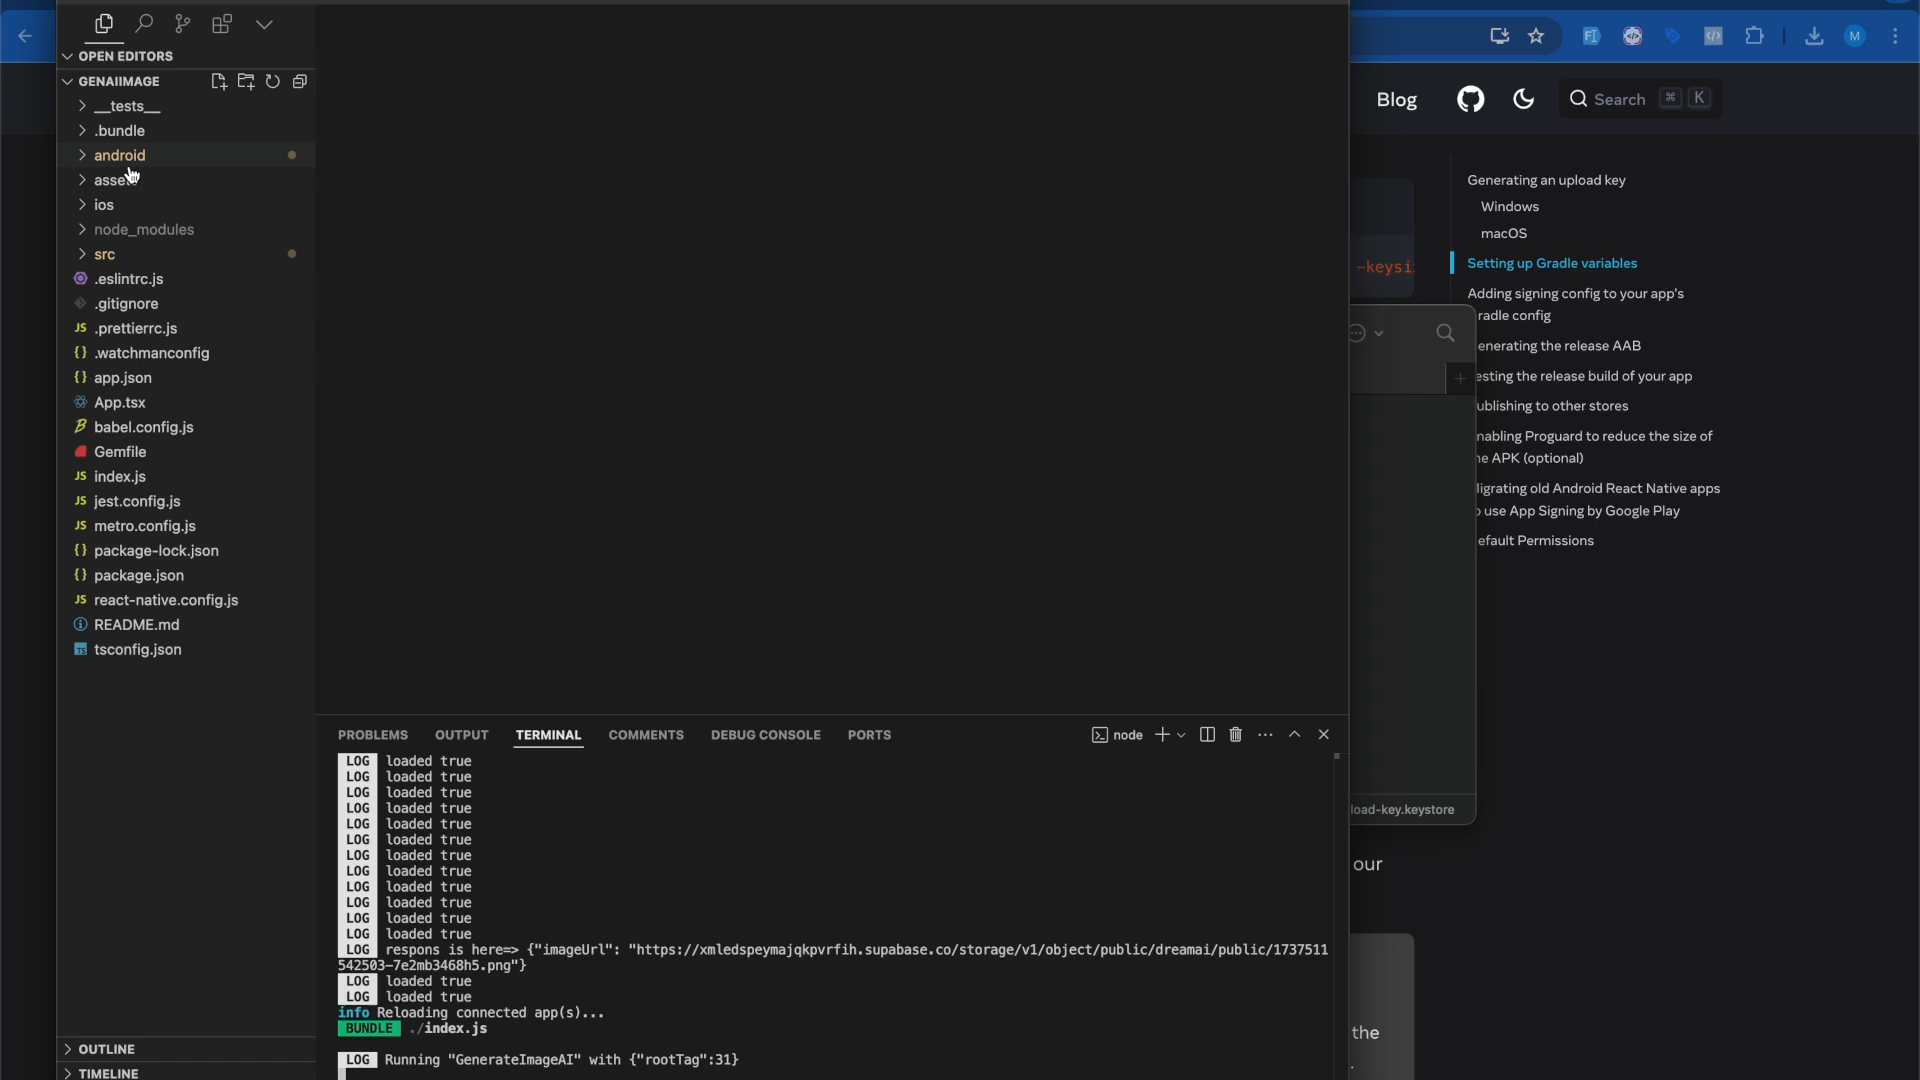 OPEN EDITORS
GENAIIMAGE
__tests__
.bundle
android
ios
node_modules
src
.eslintrc.js
.gitignore
JS .prettierrc.js
{} .watchmanconfig
{} app.json
App.tsx
babel.config.js
Gemfile
JS index.js
JS jest.config.js
JS metro.config.js
{} package-lock.json
{} package.json
JS react-native.config.js
README.md
TS tsconfig.json
OUTLINE
TIMELINE
PROBLEMS OUTPUT TERMINAL COMMENTS DEBUG CONSOLE PORTS
node
LOG loaded true
LOG loaded true
LOG loaded true
LOG loaded true
LOG loaded true
LOG loaded true
LOG loaded true
LOG loaded true
LOG loaded true
LOG loaded true
LOG loaded true
LOG loaded true
LOG respons is here=> {"imageUrl": "https://xmledspeymajqkpvrfih.supabase.co/storage/v1/object/public/dreamai/public/1737511
542503-7e2mb3468h5.png"}
LOG loaded true
LOG loaded true
info Reloading connected app(s)...
BUNDLE ./index.js
LOG Running "GenerateImageAI" with {"rootTag":31}
M
Blog
Search ⌘ K
-keysi
Generating an upload key
Windows
macOS
Setting up Gradle variables
Adding signing config to your app's
radle config
enerating the release AAB
esting the release build of your app
ublishing to other stores
nabling Proguard to reduce the size of
e APK (optional)
igrating old Android React Native apps
use App Signing by Google Play
efault Permissions
load-key.keystore
our
the